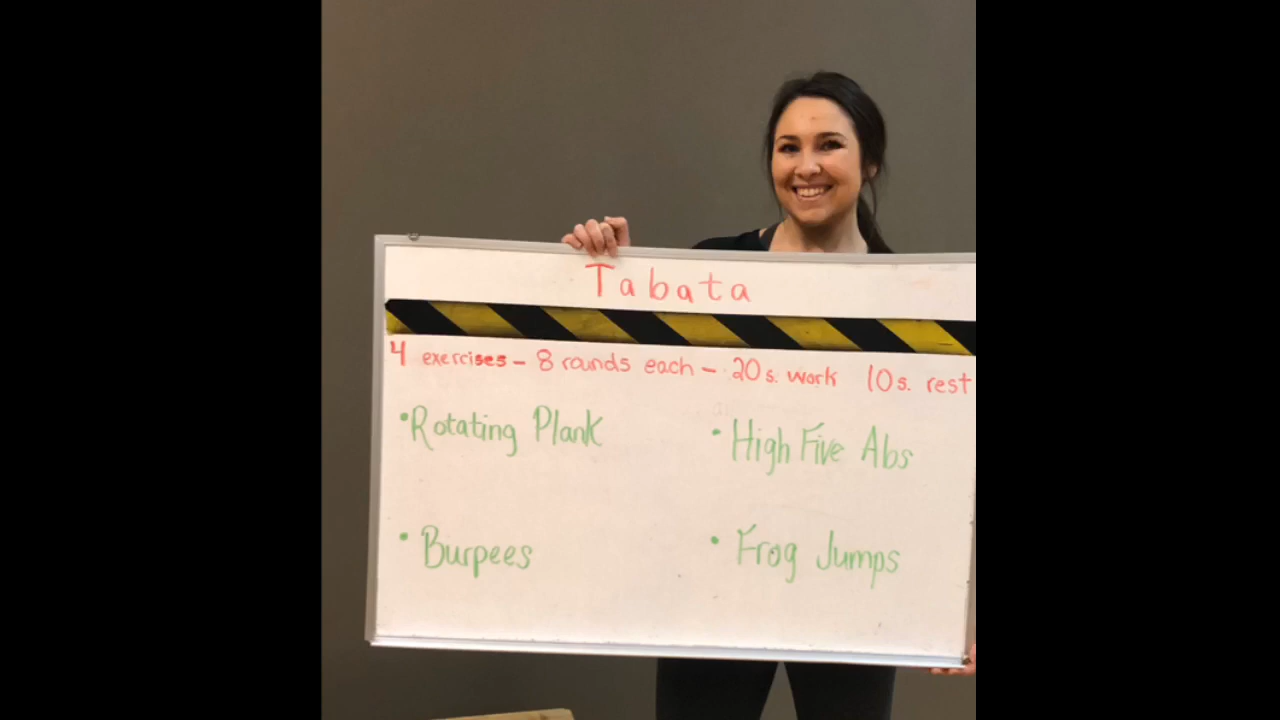 Tabata
4 exercises - 8 rounds each - 20s. work 10s. rest
• Rotating Plank • High Five Abs
• Burpees • Frog Jumps